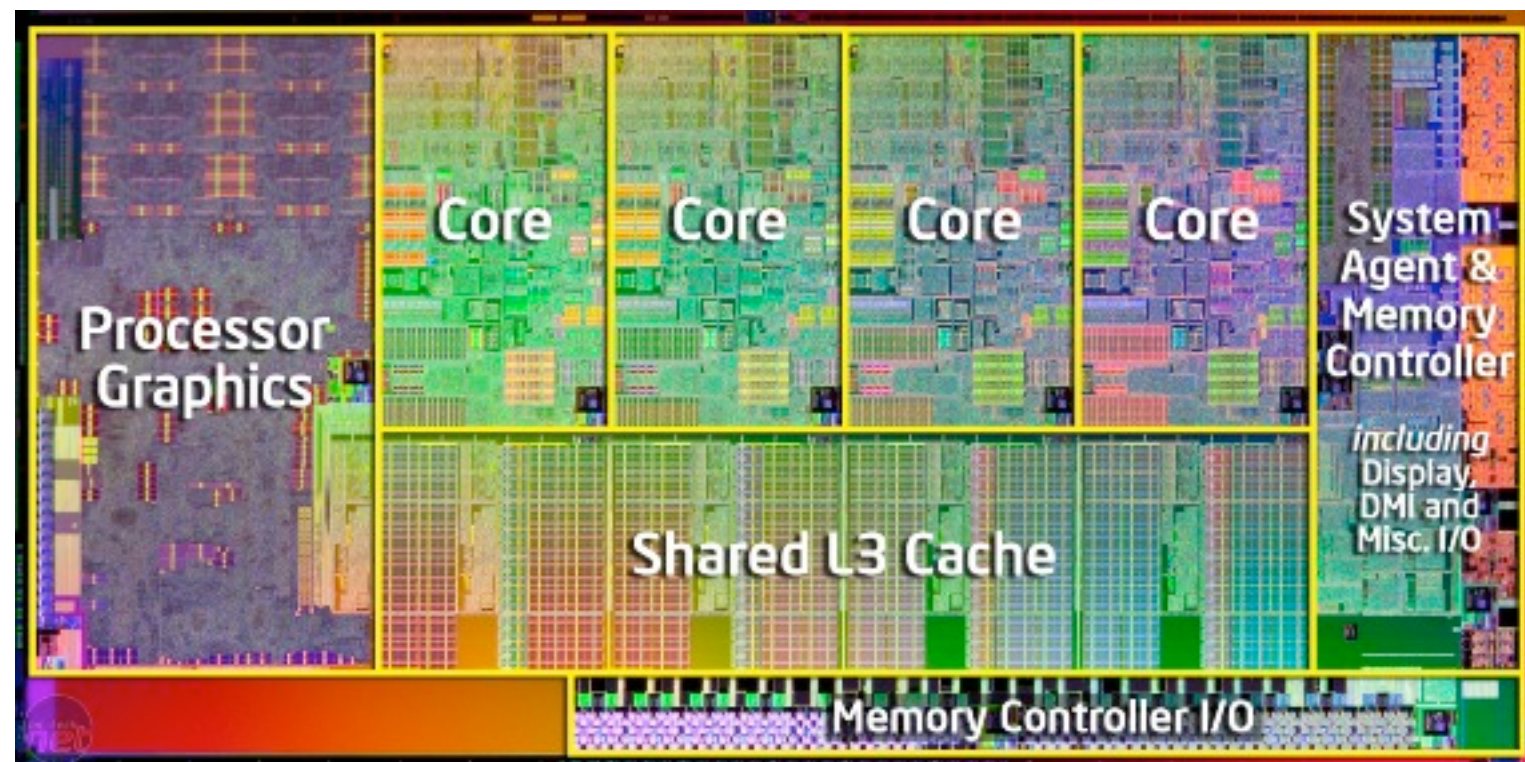 Processor
Graphics
Core
Core
Core
Core
System
Agent &
Memory
Controller
including
Display,
DMI and
Misc. I/O
Shared L3 Cache
Memory Controller I/O
net